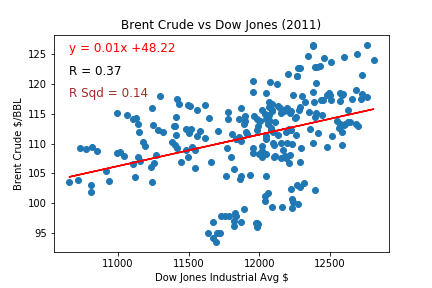 Brent Crude vs Dow Jones (2011)
y = 0.01x +48.22
R = 0.37
R Sqd = 0.14
Brent Crude $/BBL
125
120
115
110
105
100
95
11000 11500 12000 12500
Dow Jones Industrial Avg $